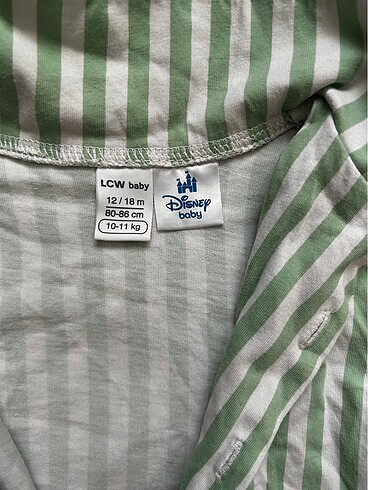 LCW baby
12 / 18 m
80-86 cm
10-11 kg
Disney
baby